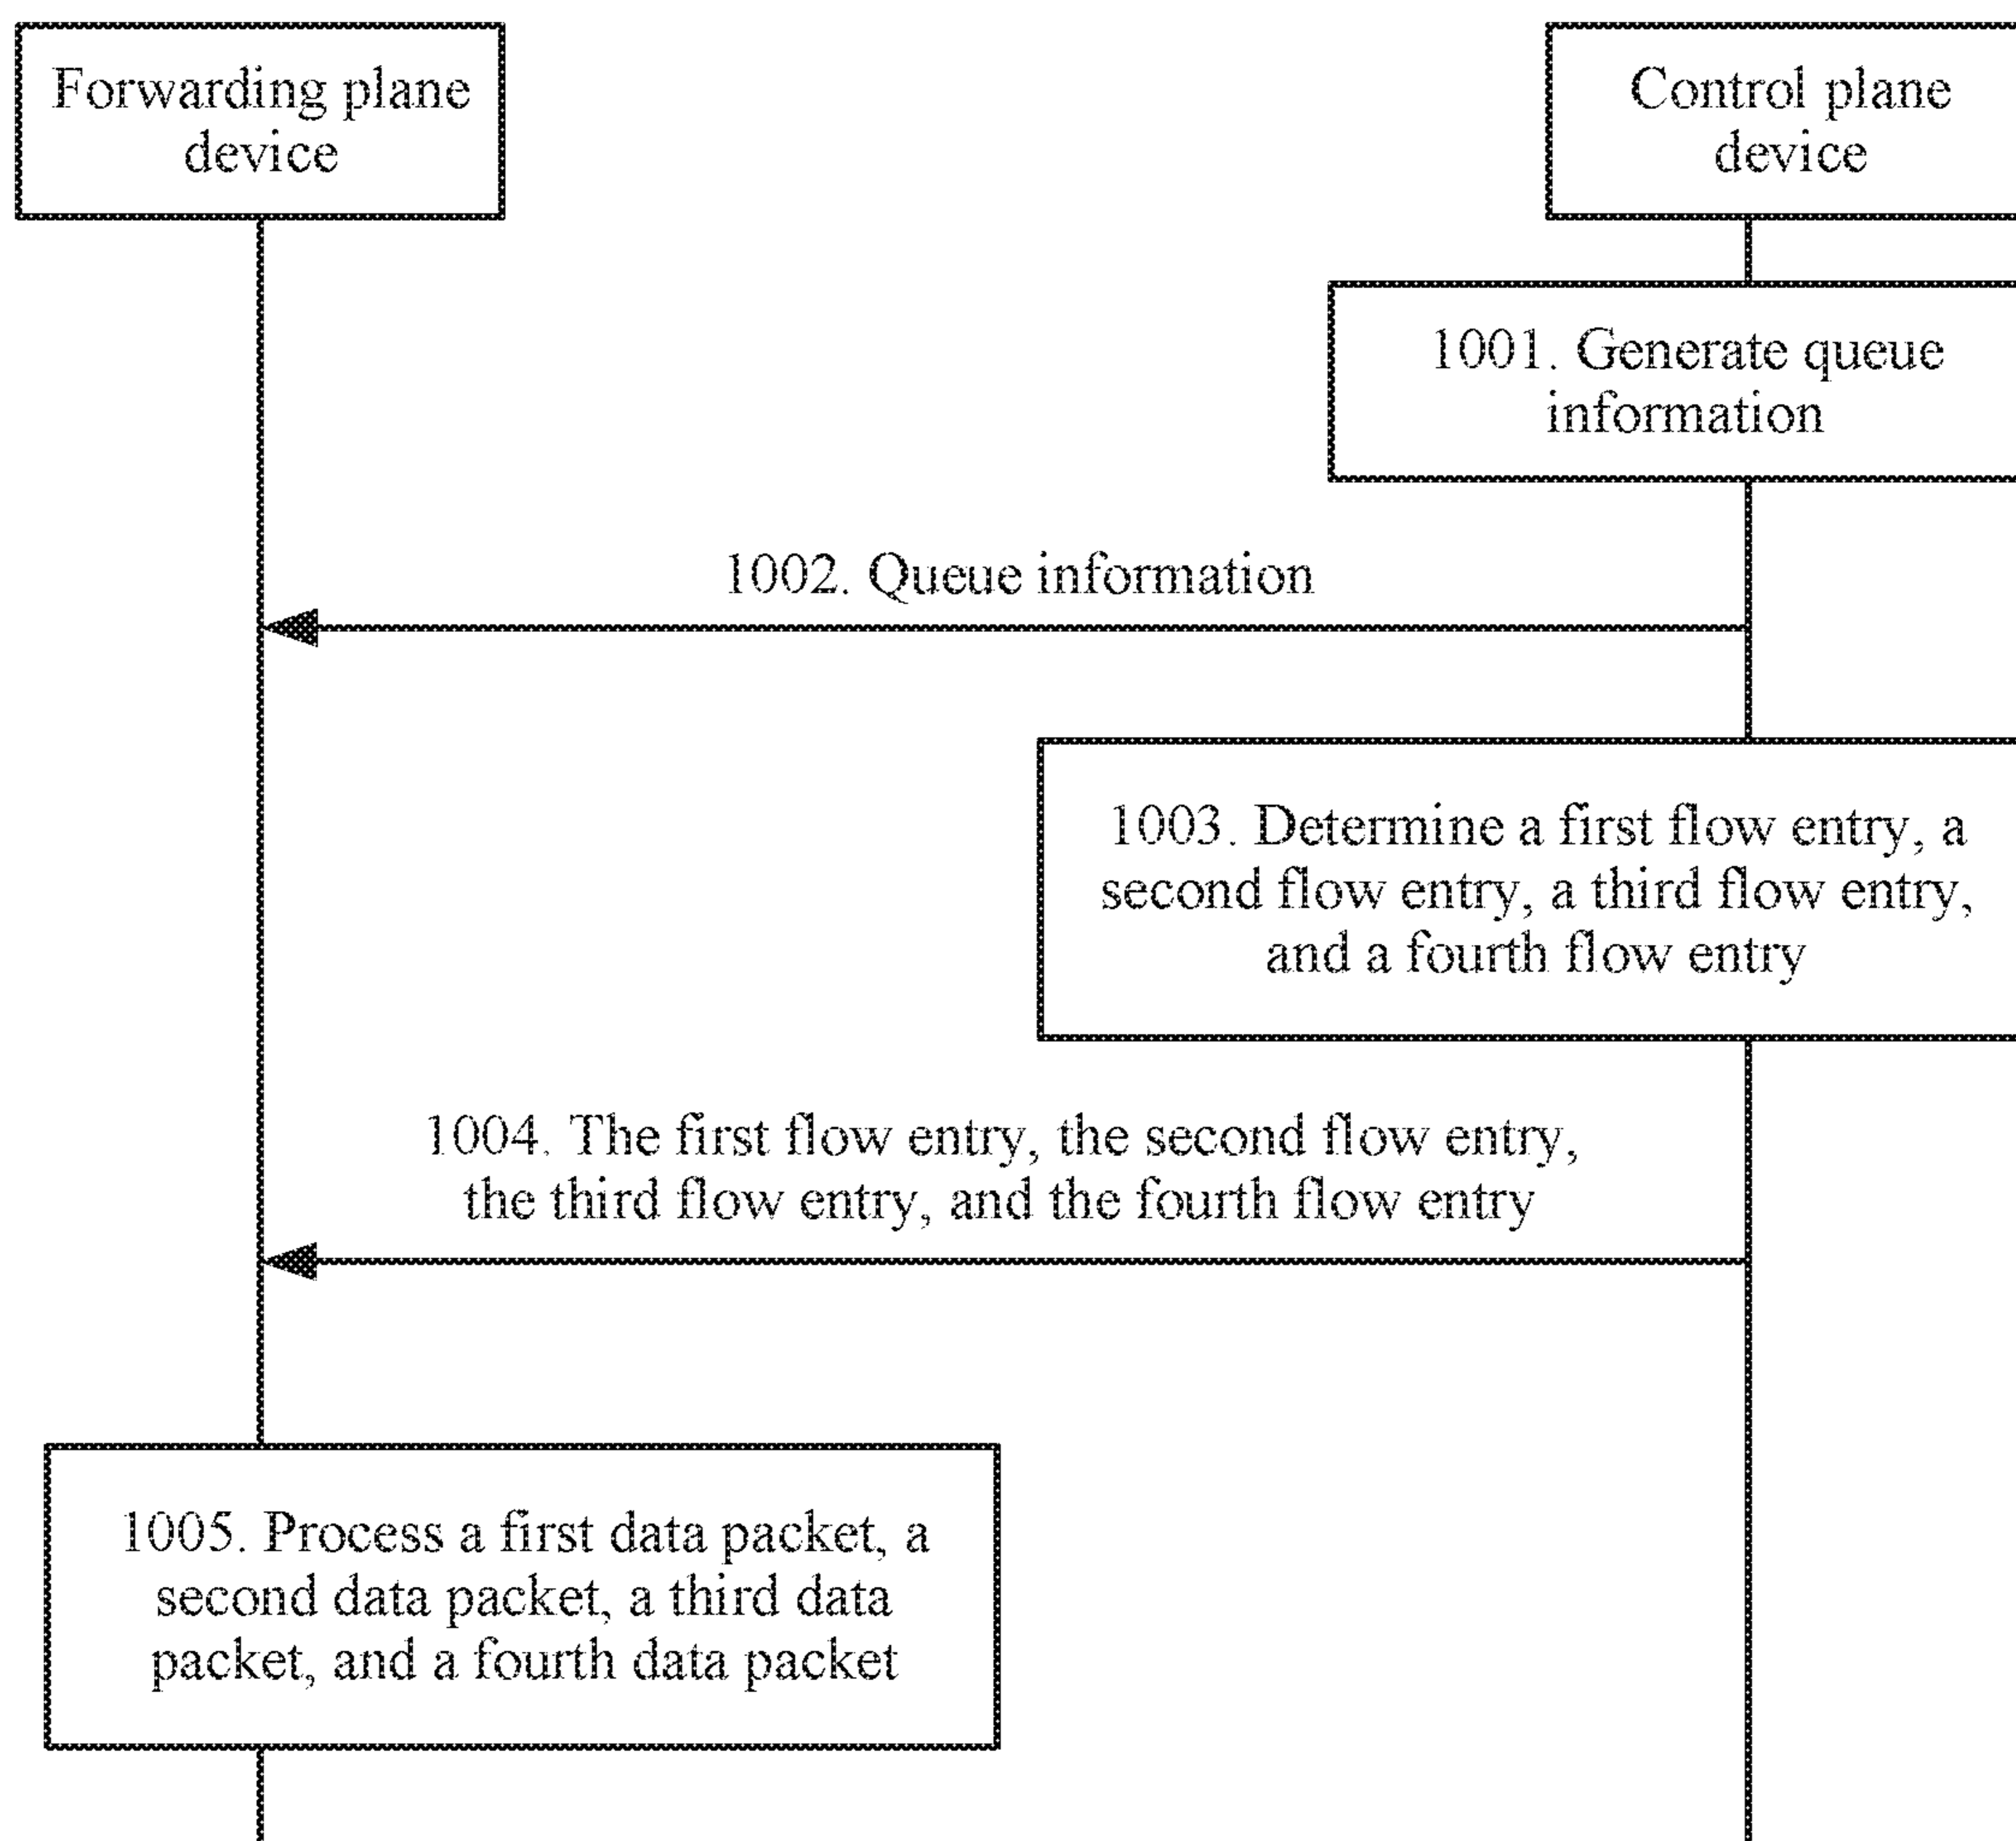 Forwarding plane
device
Control plane
device
1001. Generate queue
information
1002. Queue information
1003. Determine a first flow entry, a
second flow entry, a third flow entry,
and a fourth flow entry
1004. The first flow entry, the second flow entry,
the third flow entry, and the fourth flow entry
1005. Process a first data packet, a
second data packet, a third data
packet, and a fourth data packet